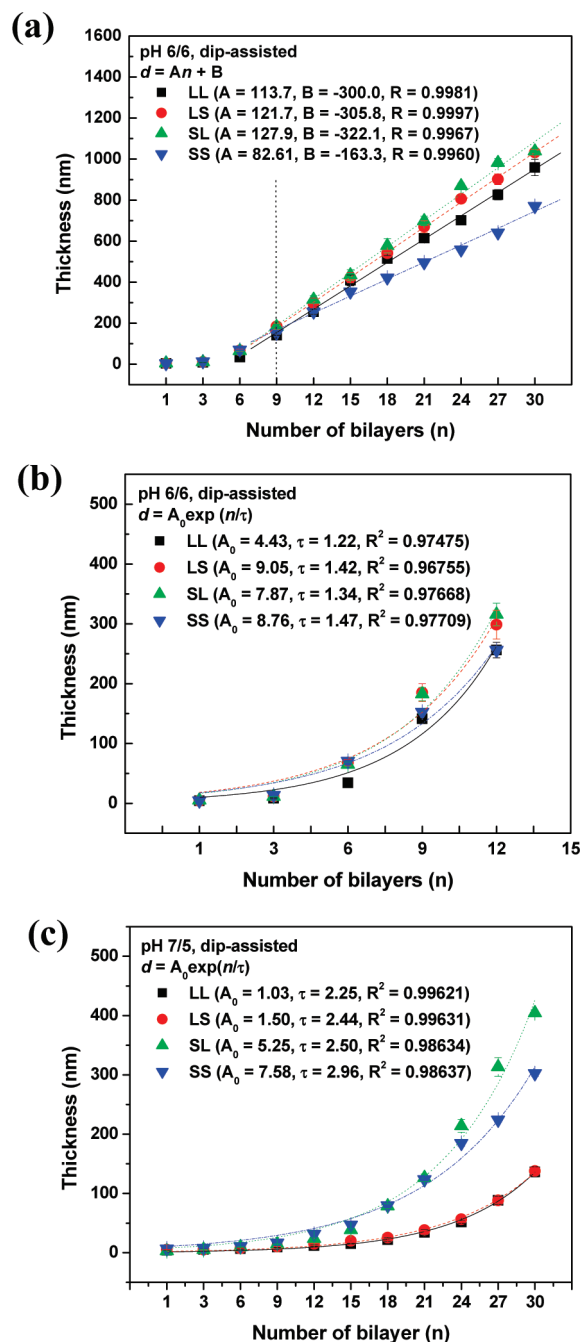 (a)
1600
1400
1200
1000
800
600
400
200
0
Thickness (nm)
pH 6/6, dip-assisted
d = An + B
LL (A = 113.7, B = -300.0, R = 0.9981)
LS (A = 121.7, B = -305.8, R = 0.9997)
SL (A = 127.9, B = -322.1, R = 0.9967)
SS (A = 82.61, B = -163.3, R = 0.9960)
1 3 6 9 12 15 18 21 24 27 30
Number of bilayers (n)
(b)
500
400
300
200
100
0
Thickness (nm)
pH 6/6, dip-assisted
d = A₀exp (n/τ)
LL (A₀ = 4.43, τ = 1.22, R² = 0.97475)
LS (A₀ = 9.05, τ = 1.42, R² = 0.96755)
SL (A₀ = 7.87, τ = 1.34, R² = 0.97668)
SS (A₀ = 8.76, τ = 1.47, R² = 0.97709)
1 3 6 9 12 15
Number of bilayers (n)
(c)
500
400
300
200
100
0
Thickness (nm)
pH 7/5, dip-assisted
d = A₀exp(n/τ)
LL (A₀ = 1.03, τ = 2.25, R² = 0.99621)
LS (A₀ = 1.50, τ = 2.44, R² = 0.99631)
SL (A₀ = 5.25, τ = 2.50, R² = 0.98634)
SS (A₀ = 7.58, τ = 2.96, R² = 0.98637)
1 3 6 9 12 15 18 21 24 27 30
Number of bilayer (n)